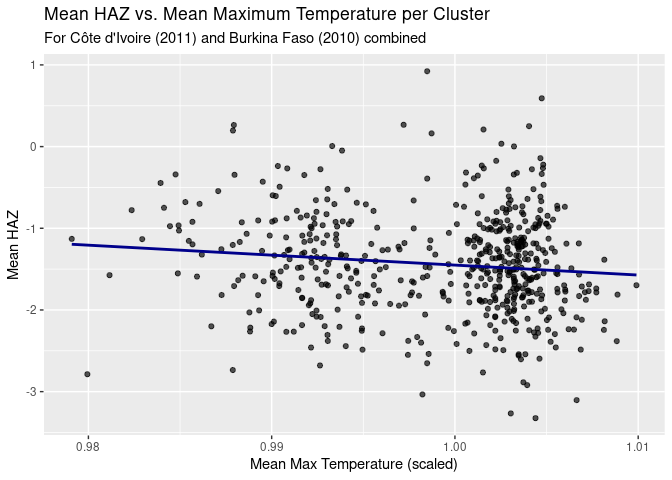 Mean HAZ vs. Mean Maximum Temperature per Cluster
For Côte d'Ivoire (2011) and Burkina Faso (2010) combined
1
0
-1
-2
-3
Mean HAZ
0.98 0.99 1.00 1.01
Mean Max Temperature (scaled)